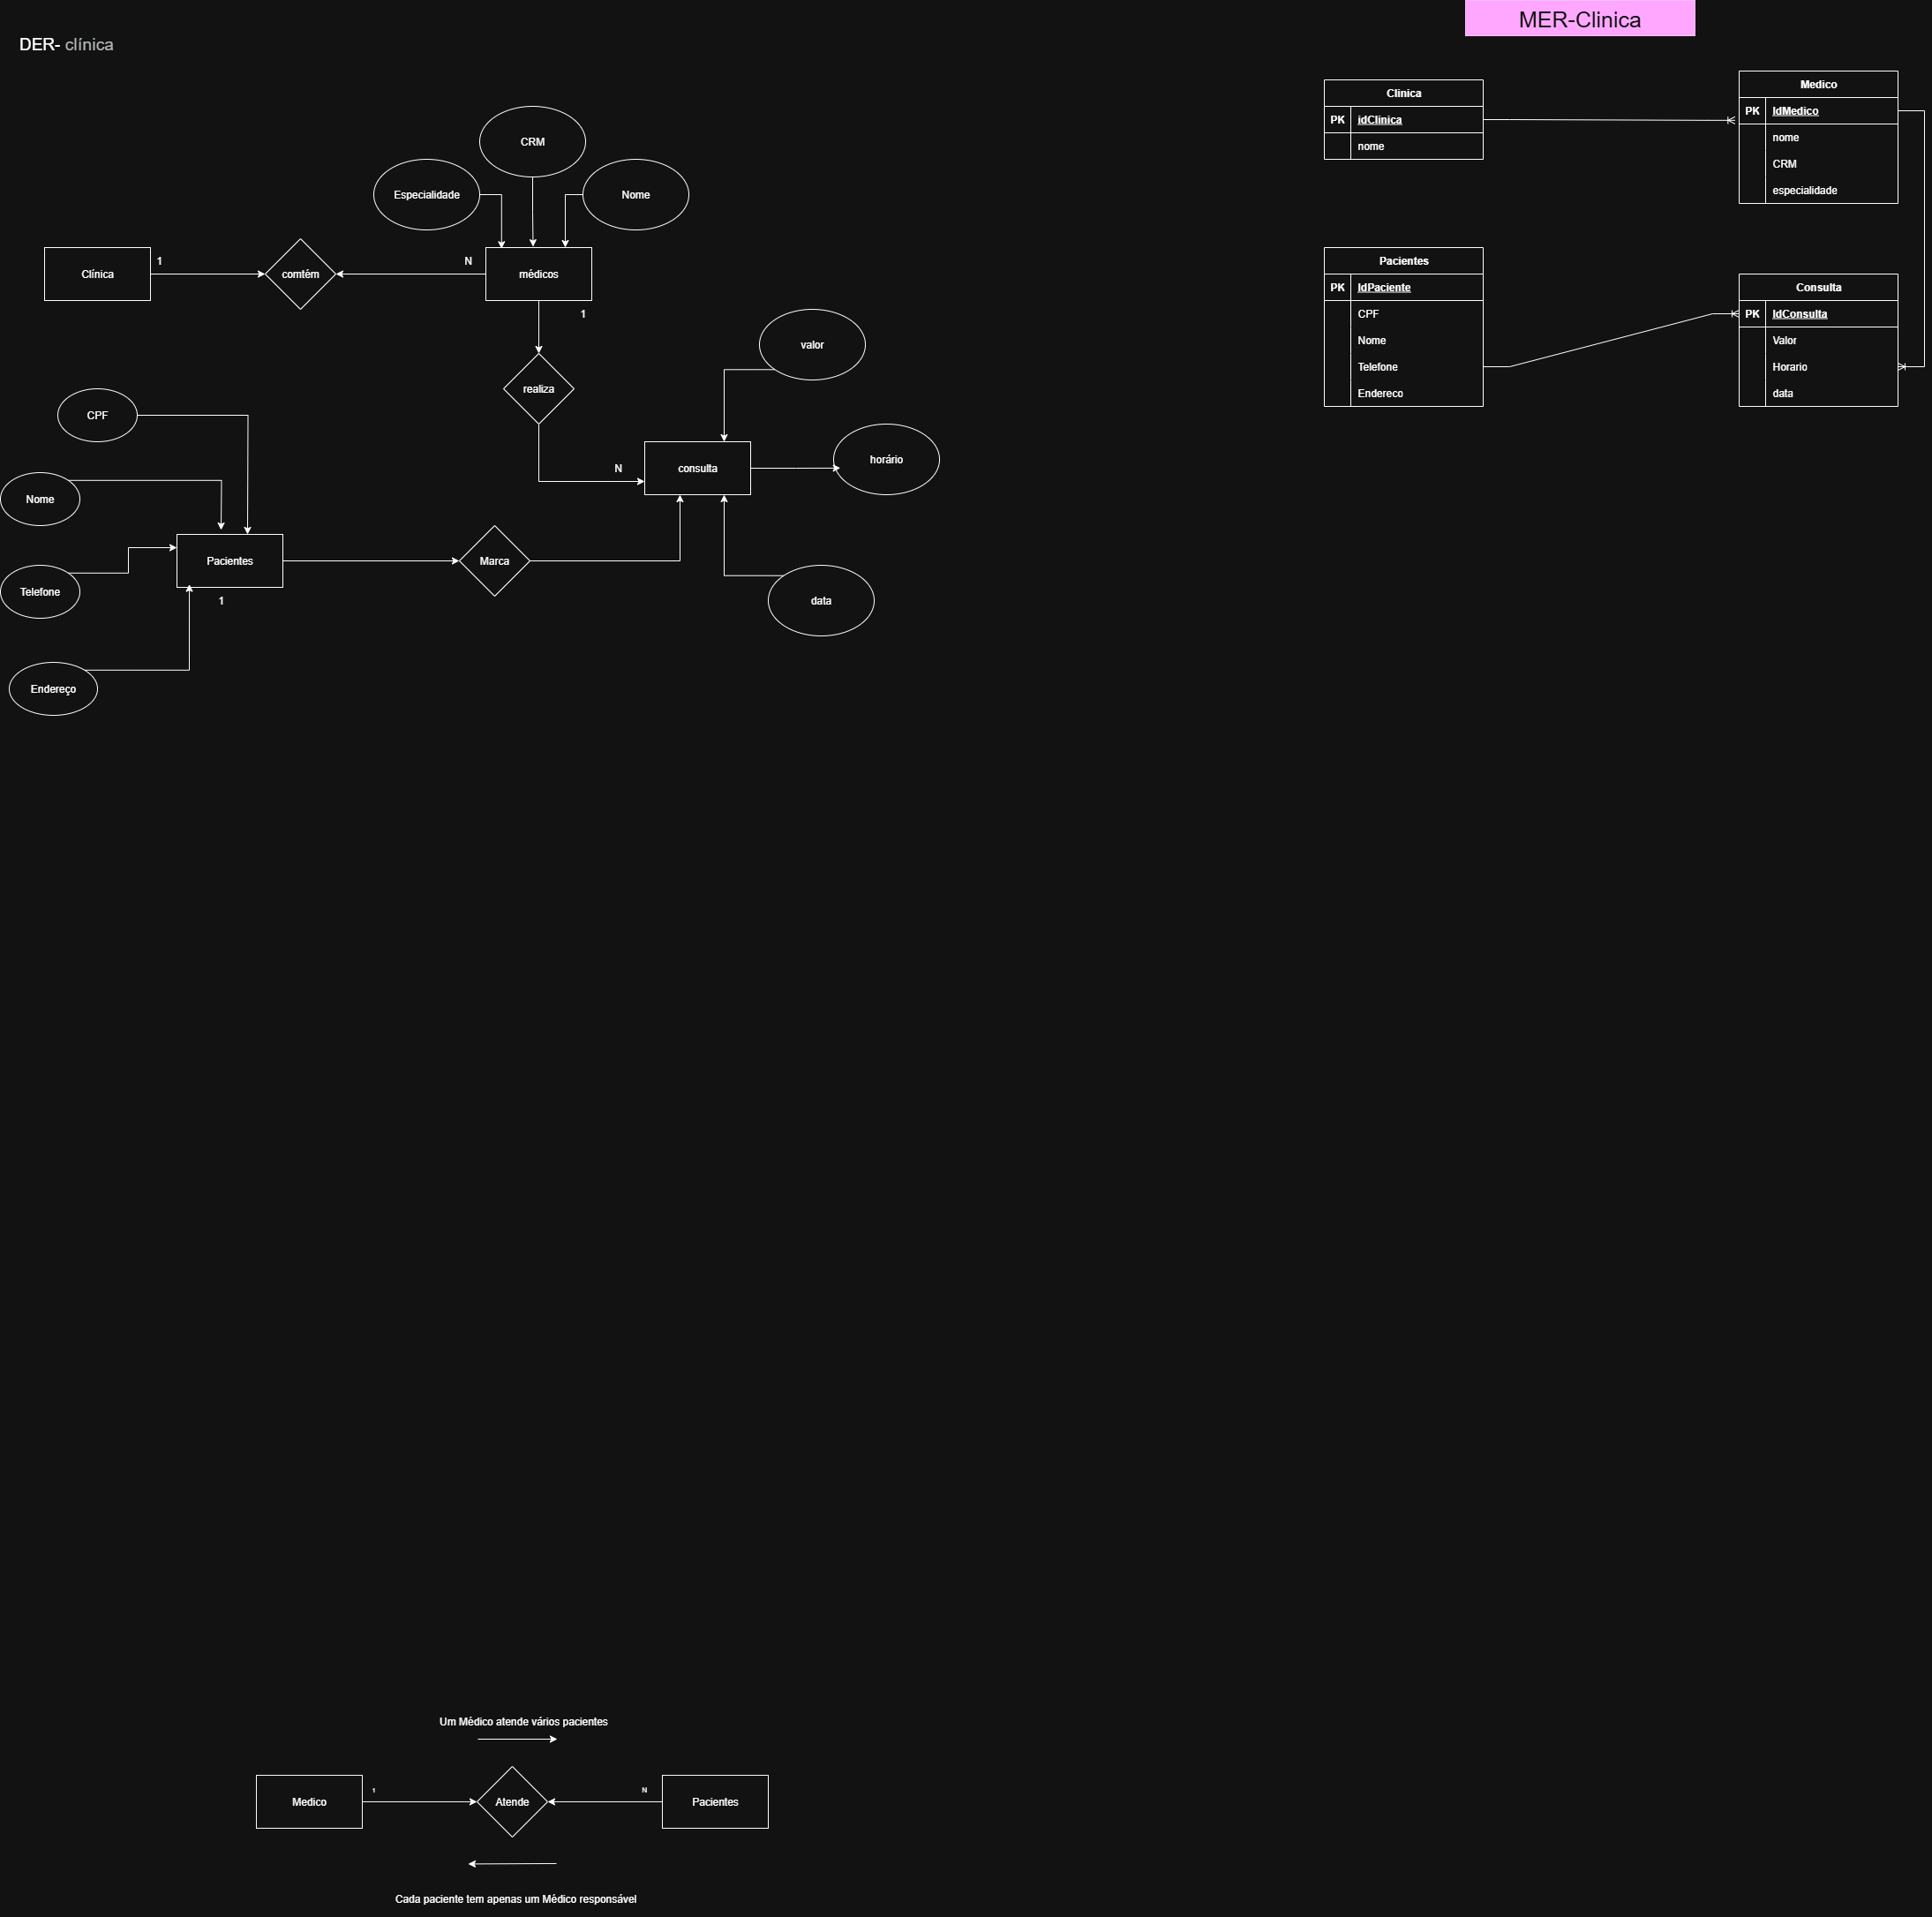 MER-Clinica
DER- clínica
CRM
Especialidade
Nome
Clínica
1
comtém
N
médicos
1
realiza
valor
CPF
N
consulta
horário
Nome
Pacientes
Marca
Telefone
1
data
Endereço
Clinica
PK idClinica
nome
Medico
PK IdMedico
nome
CRM
especialidade
Pacientes
PK IdPaciente
CPF
Nome
Telefone
Endereco
Consulta
PK IdConsulta
Valor
Horario
data
Um Médico atende vários pacientes
Medico
1
Atende
N
Pacientes
Cada paciente tem apenas um Médico responsável